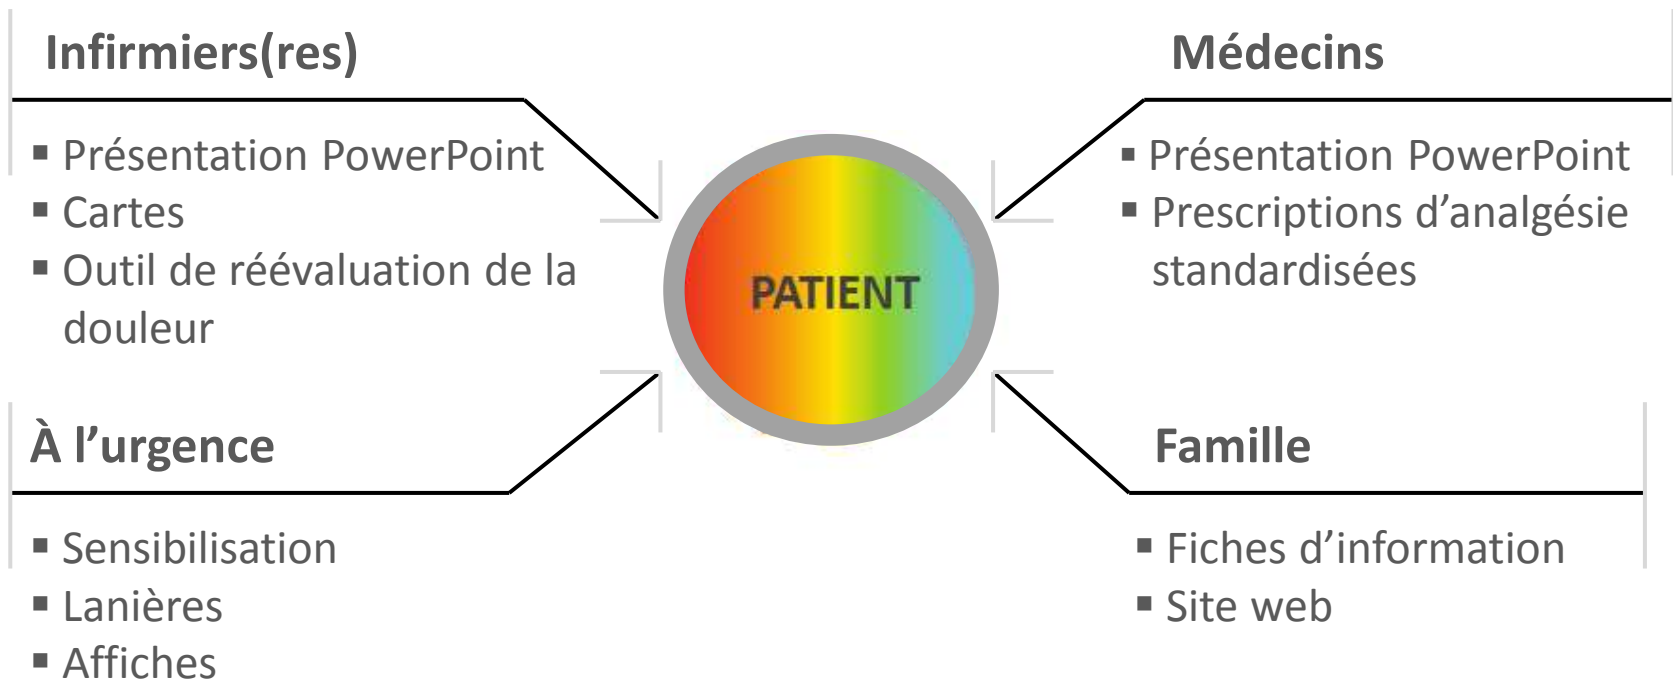 Infirmiers(res)
▪ Présentation PowerPoint
▪ Cartes
▪ Outil de réévaluation de la
douleur
Médecins
▪ Présentation PowerPoint
▪ Prescriptions d’analgésie
standardisées
PATIENT
À l’urgence
▪ Sensibilisation
▪ Lanières
▪ Affiches
Famille
▪ Fiches d’information
▪ Site web